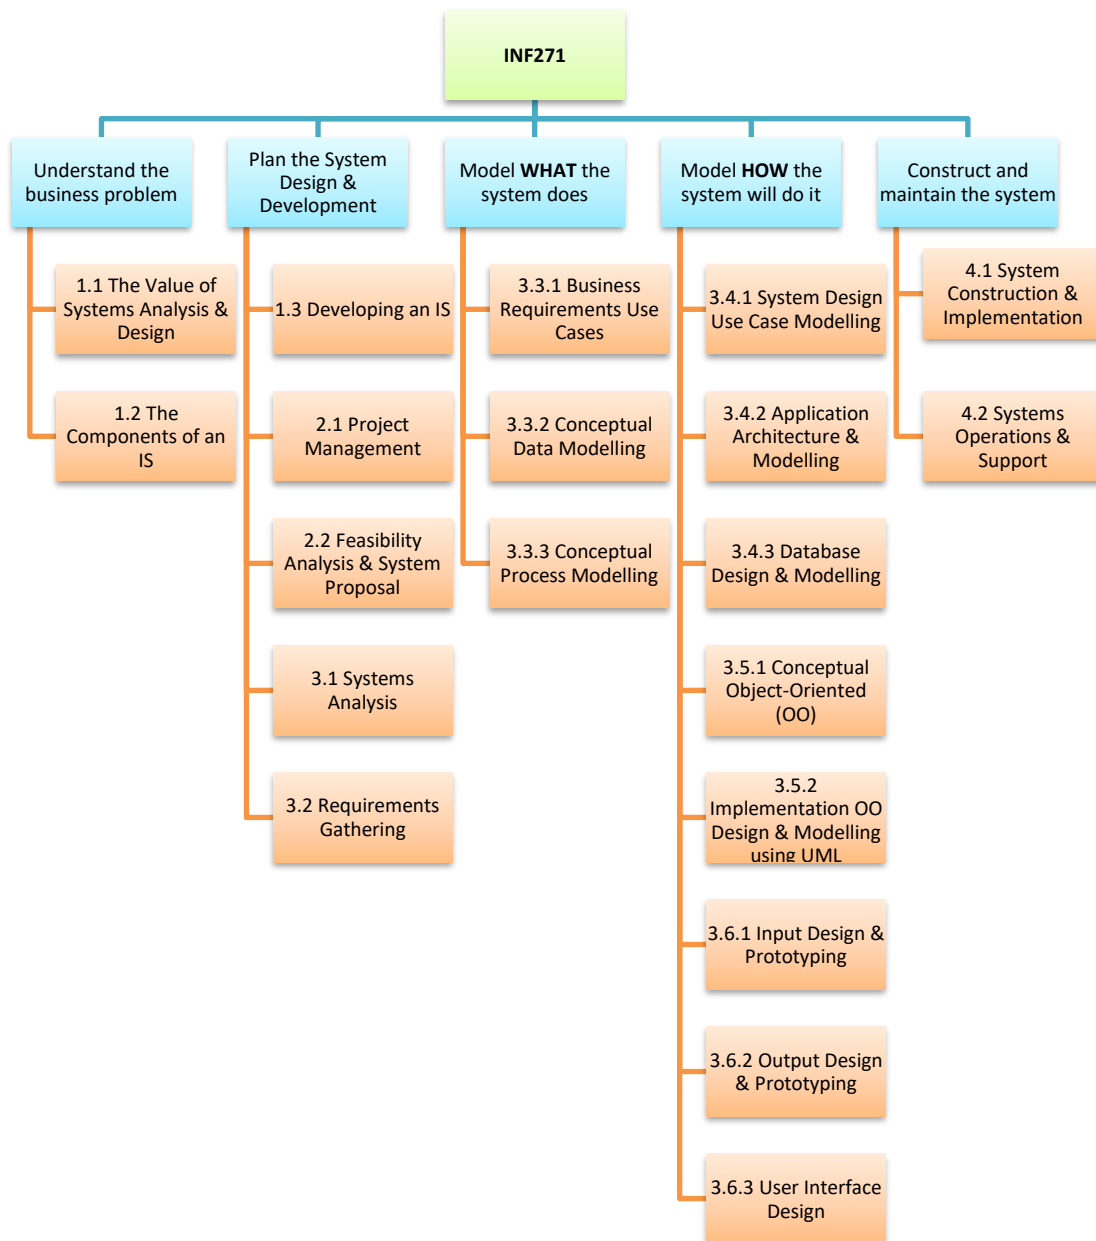 INF271
Understand the
business problem
Plan the System
Design &
Development
Model WHAT the
system does
Model HOW the
system will do it
Construct and
maintain the system
1.1 The Value of
Systems Analysis &
Design
1.2 The
Components of an
IS
1.3 Developing an IS
2.1 Project
Management
2.2 Feasibility
Analysis & System
Proposal
3.1 Systems
Analysis
3.2 Requirements
Gathering
3.3.1 Business
Requirements Use
Cases
3.3.2 Conceptual
Data Modelling
3.3.3 Conceptual
Process Modelling
3.4.1 System Design
Use Case Modelling
3.4.2 Application
Architecture &
Modelling
3.4.3 Database
Design & Modelling
3.5.1 Conceptual
Object-Oriented
(OO)
3.5.2
Implementation OO
Design & Modelling
using UML
3.6.1 Input Design &
Prototyping
3.6.2 Output Design
& Prototyping
3.6.3 User Interface
Design
4.1 System
Construction &
Implementation
4.2 Systems
Operations &
Support